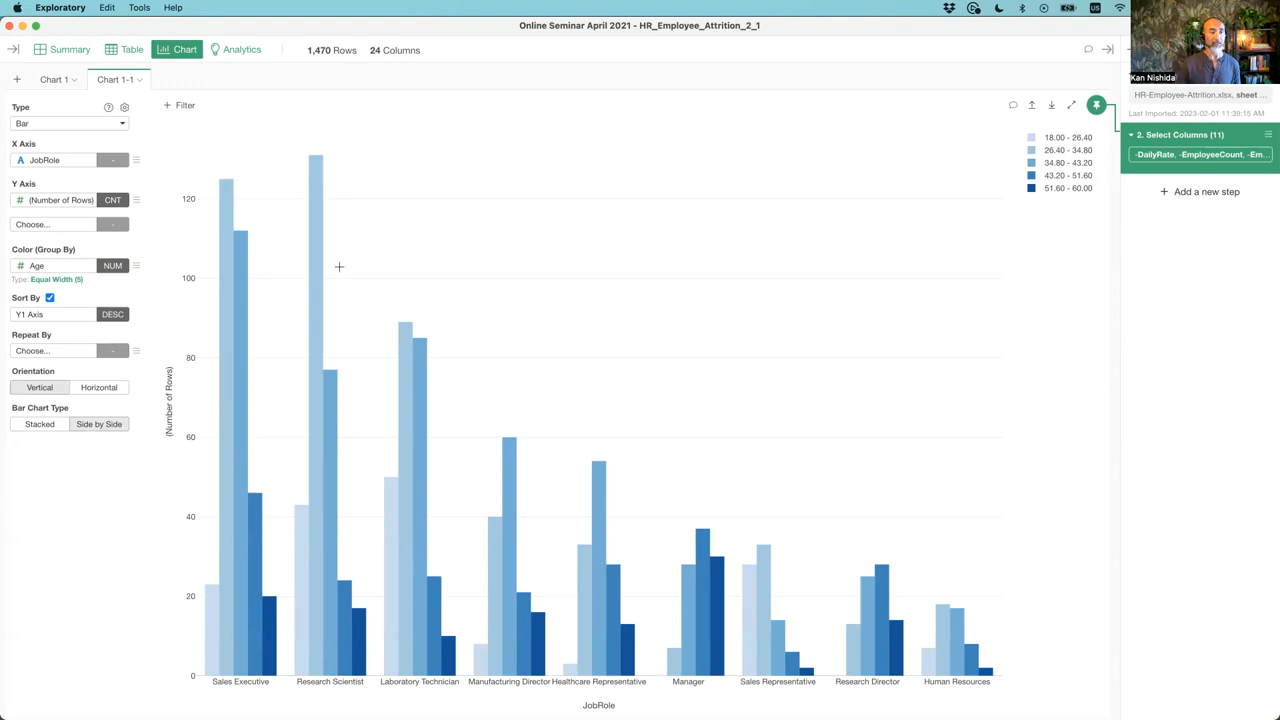 Exploratory Edit Tools Help US
Online Seminar April 2021 - HR_Employee_Attrition_2_1
Summary Table Chart Analytics 1,470 Rows 24 Columns
Chart 1 Chart 1-1
Kan Nishida
HR-Employee-Attrition.xlsx, sheet ...
Last Imported: 2023-02-01 11:39:15 AM
2. Select Columns (11)
-DailyRate, -EmployeeCount, -Em...
+ Add a new step
Type
Bar
X Axis
A JobRole -
Y Axis
# (Number of Rows) CNT
Choose... -
Color (Group By)
# Age NUM
Type: Equal Width (5)
Sort By
Y1 Axis DESC
Repeat By
Choose... -
Orientation
Vertical Horizontal
Bar Chart Type
Stacked Side by Side
+ Filter
18.00 - 26.40
26.40 - 34.80
34.80 - 43.20
43.20 - 51.60
51.60 - 60.00
120
100
80
60
40
20
0
(Number of Rows)
Sales Executive Research Scientist Laboratory Technician Manufacturing Director Healthcare Representative Manager Sales Representative Research Director Human Resources
JobRole